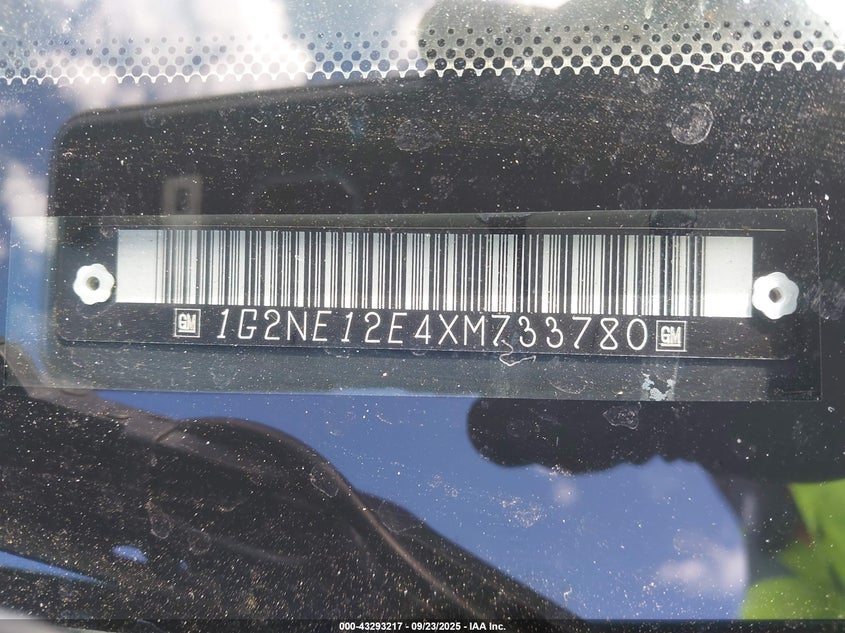 GM 1G2NE12E4XM733780 GM
000-43293217 - 09/23/2025 - IAA Inc.